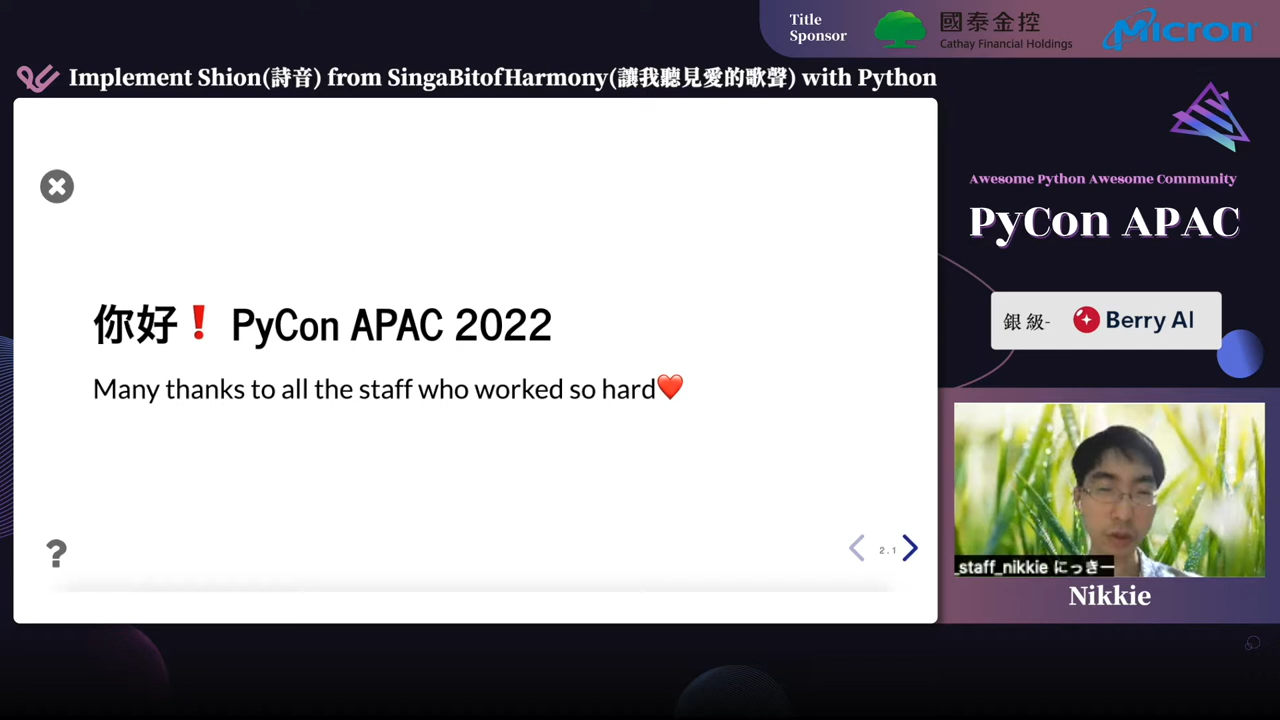 Title
Sponsor
國泰金控
Cathay Financial Holdings
Micron
Implement Shion(詩音) from SingaBitofHarmony(讓我聽見愛的歌聲) with Python
Awesome Python Awesome Community
PyCon APAC
你好❗ PyCon APAC 2022
Many thanks to all the staff who worked so hard❤️
銀級-
Berry AI
2.1
_staff_nikkie にっきー
Nikkie